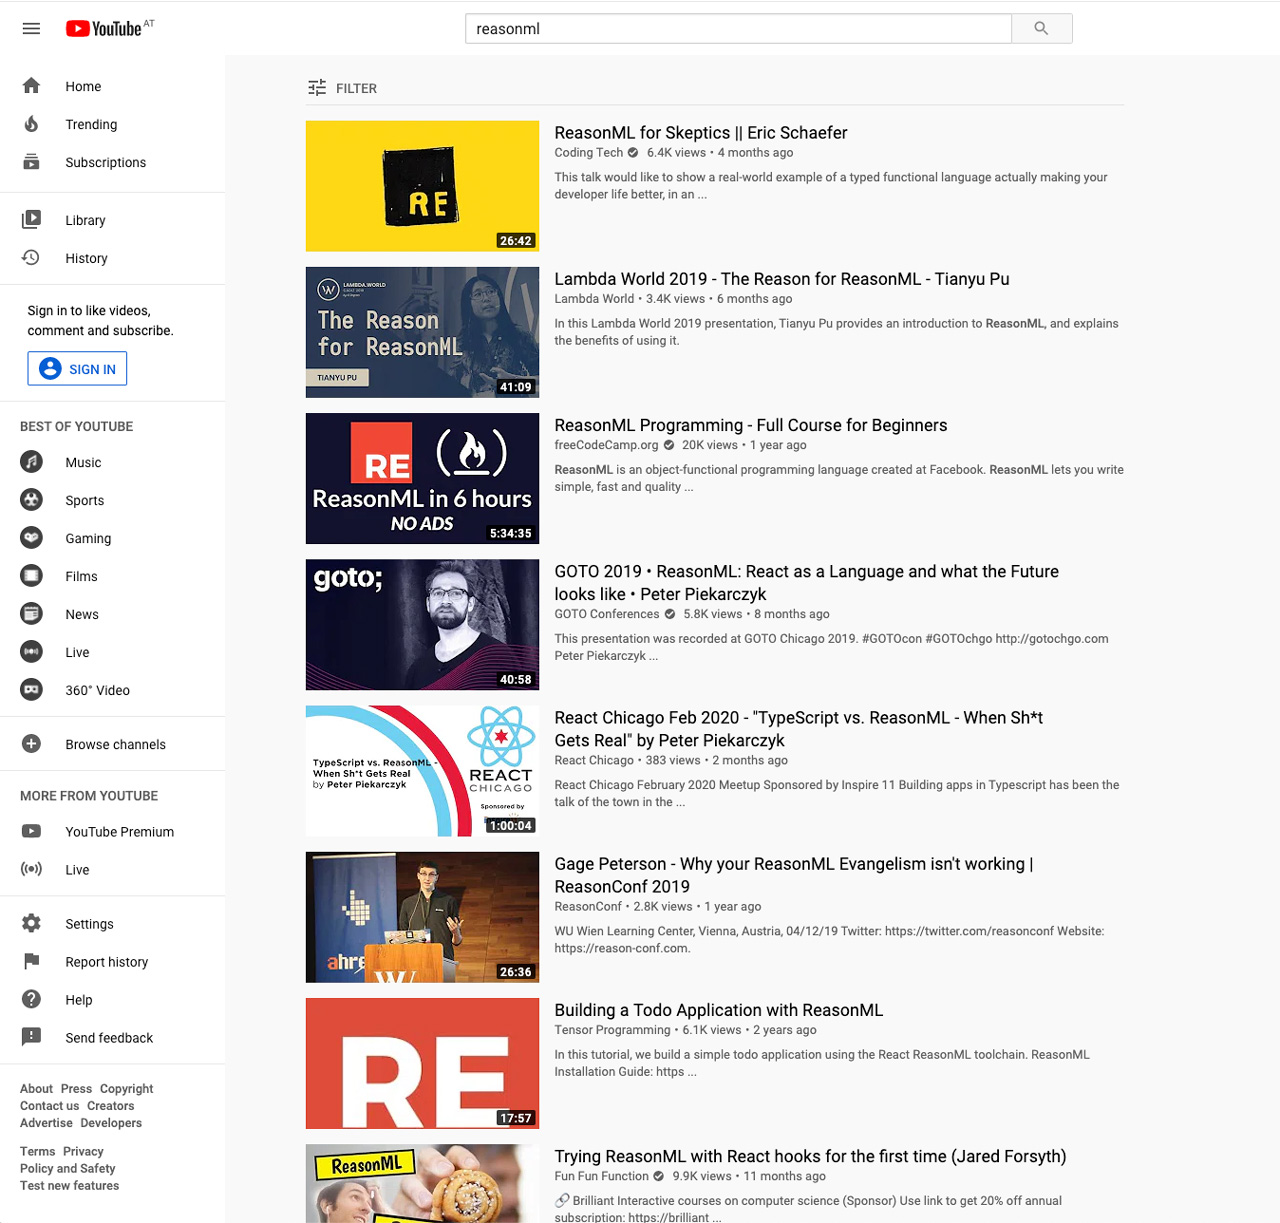 YouTube AT
reasonml
Home
Trending
Subscriptions
Library
History
Sign in to like videos,
comment and subscribe.
SIGN IN
BEST OF YOUTUBE
Music
Sports
Gaming
Films
News
Live
360° Video
Browse channels
MORE FROM YOUTUBE
YouTube Premium
Live
Settings
Report history
Help
Send feedback
About Press Copyright
Contact us Creators
Advertise Developers
Terms Privacy
Policy and Safety
Test new features
FILTER
RE
26:42
ReasonML for Skeptics || Eric Schaefer
Coding Tech 6.4K views • 4 months ago
This talk would like to show a real-world example of a typed functional language actually making your
developer life better, in an ...
LAMBDA.WORLD
The Reason
for ReasonML
TIANYU PU
41:09
Lambda World 2019 - The Reason for ReasonML - Tianyu Pu
Lambda World • 3.4K views • 6 months ago
In this Lambda World 2019 presentation, Tianyu Pu provides an introduction to ReasonML, and explains
the benefits of using it.
RE
ReasonML in 6 hours
NO ADS
5:34:35
ReasonML Programming - Full Course for Beginners
freeCodeCamp.org 20K views • 1 year ago
ReasonML is an object-functional programming language created at Facebook. ReasonML lets you write
simple, fast and quality ...
goto;
40:58
GOTO 2019 • ReasonML: React as a Language and what the Future
looks like • Peter Piekarczyk
GOTO Conferences 5.8K views • 8 months ago
This presentation was recorded at GOTO Chicago 2019. #GOTOcon #GOTOchgo http://gotochgo.com
Peter Piekarczyk ...
TypeScript vs. ReasonML -
When Sh*t Gets Real
by Peter Piekarczyk
REACT
CHICAGO
Sponsored by
1:00:04
React Chicago Feb 2020 - "TypeScript vs. ReasonML - When Sh*t
Gets Real" by Peter Piekarczyk
React Chicago • 383 views • 2 months ago
React Chicago February 2020 Meetup Sponsored by Inspire 11 Building apps in Typescript has been the
talk of the town in the ...
ahre
W
26:36
Gage Peterson - Why your ReasonML Evangelism isn't working |
ReasonConf 2019
ReasonConf • 2.8K views • 1 year ago
WU Wien Learning Center, Vienna, Austria, 04/12/19 Twitter: https://twitter.com/reasonconf Website:
https://reason-conf.com.
RE
17:57
Building a Todo Application with ReasonML
Tensor Programming • 6.1K views • 2 years ago
In this tutorial, we build a simple todo application using the React ReasonML toolchain. ReasonML
Installation Guide: https ...
ReasonML
Trying ReasonML with React hooks for the first time (Jared Forsyth)
Fun Fun Function 9.9K views • 11 months ago
🔗 Brilliant Interactive courses on computer science (Sponsor) Use link to get 20% off annual
subscription: https://brilliant ...